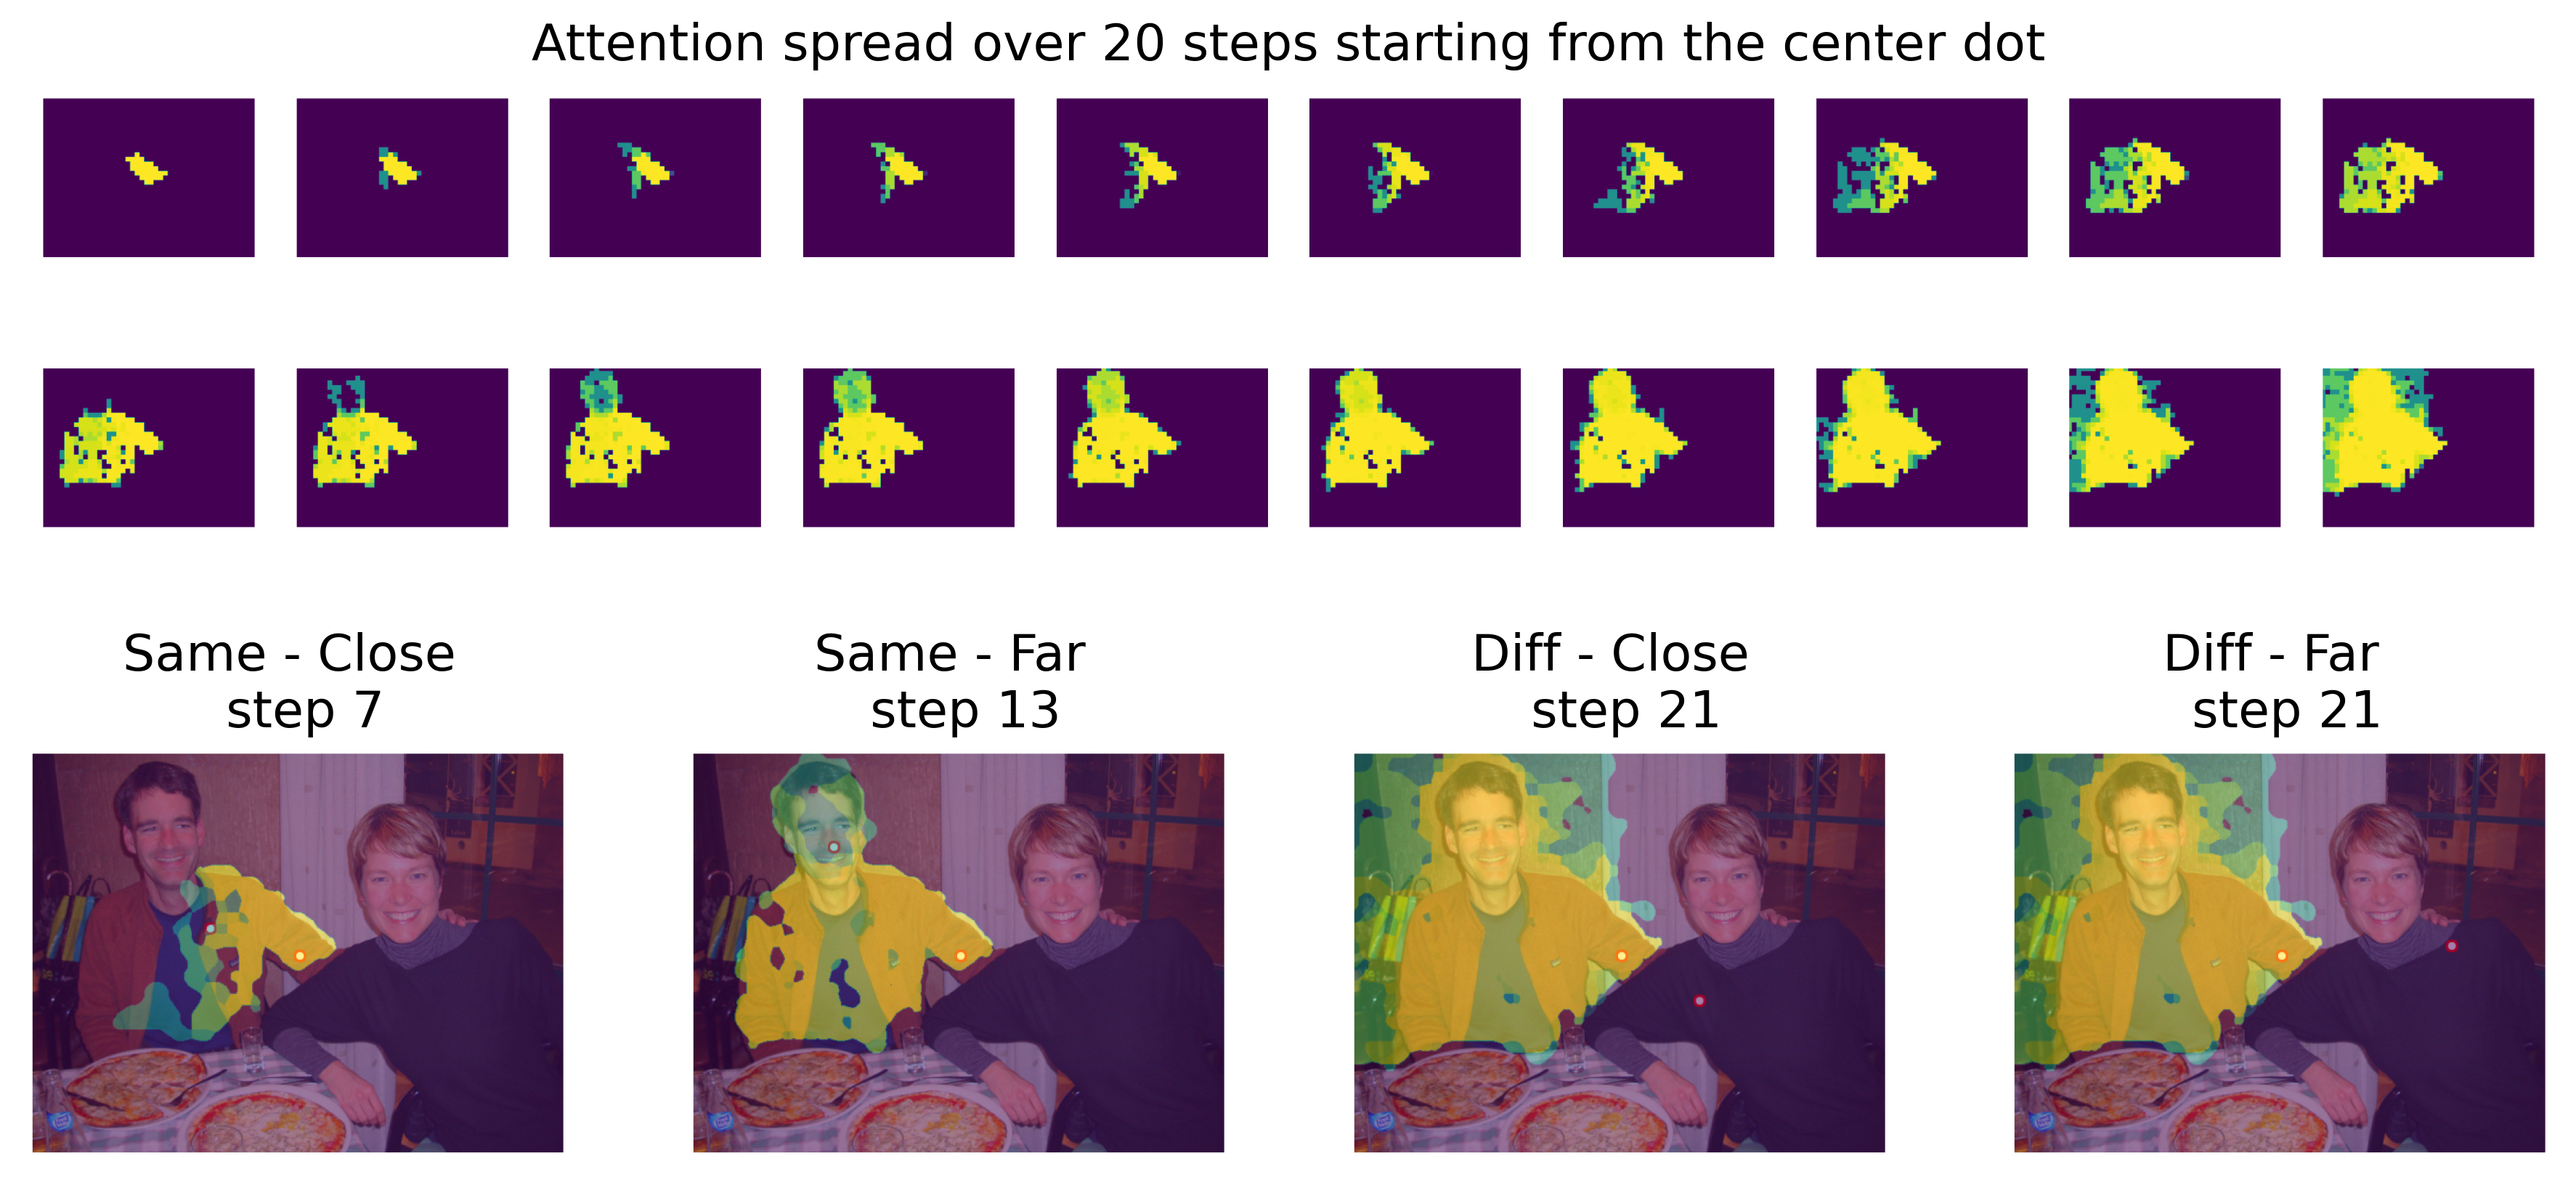 Attention spread over 20 steps starting from the center dot
Same - Close
step 7
Same - Far
step 13
Diff - Close
step 21
Diff - Far
step 21